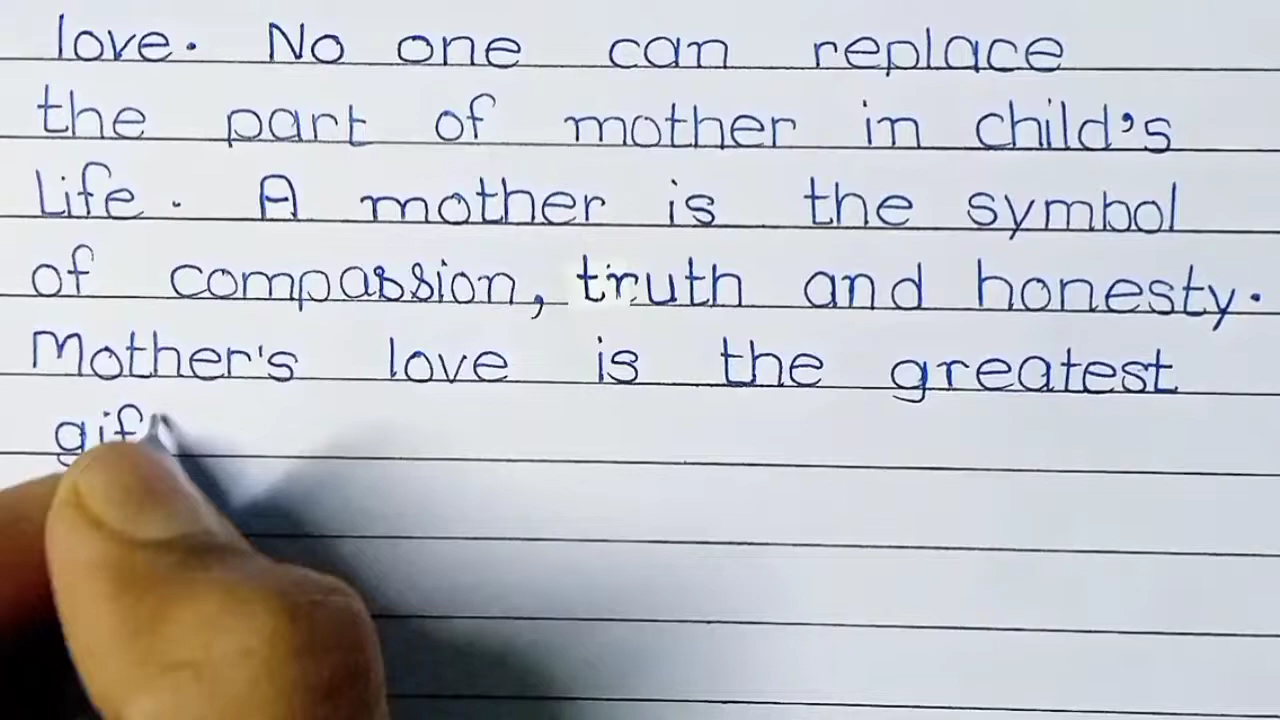 love. No one can replace
the part of mother in child's
Life. A mother is the symbol
of compassion, truth and honesty.
Mother's love is the greatest
gif